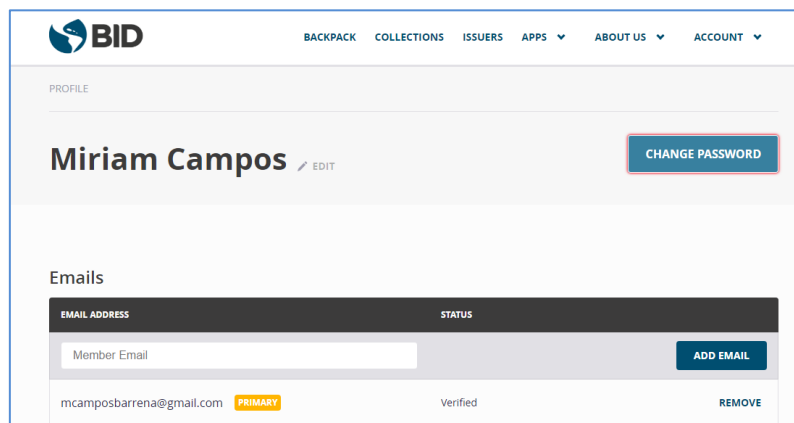 BID
BACKPACK COLLECTIONS ISSUERS APPS ABOUT US ACCOUNT
PROFILE
Miriam Campos EDIT
CHANGE PASSWORD
Emails
EMAIL ADDRESS STATUS
Member Email ADD EMAIL
mcamposbarrena@gmail.com PRIMARY Verified REMOVE